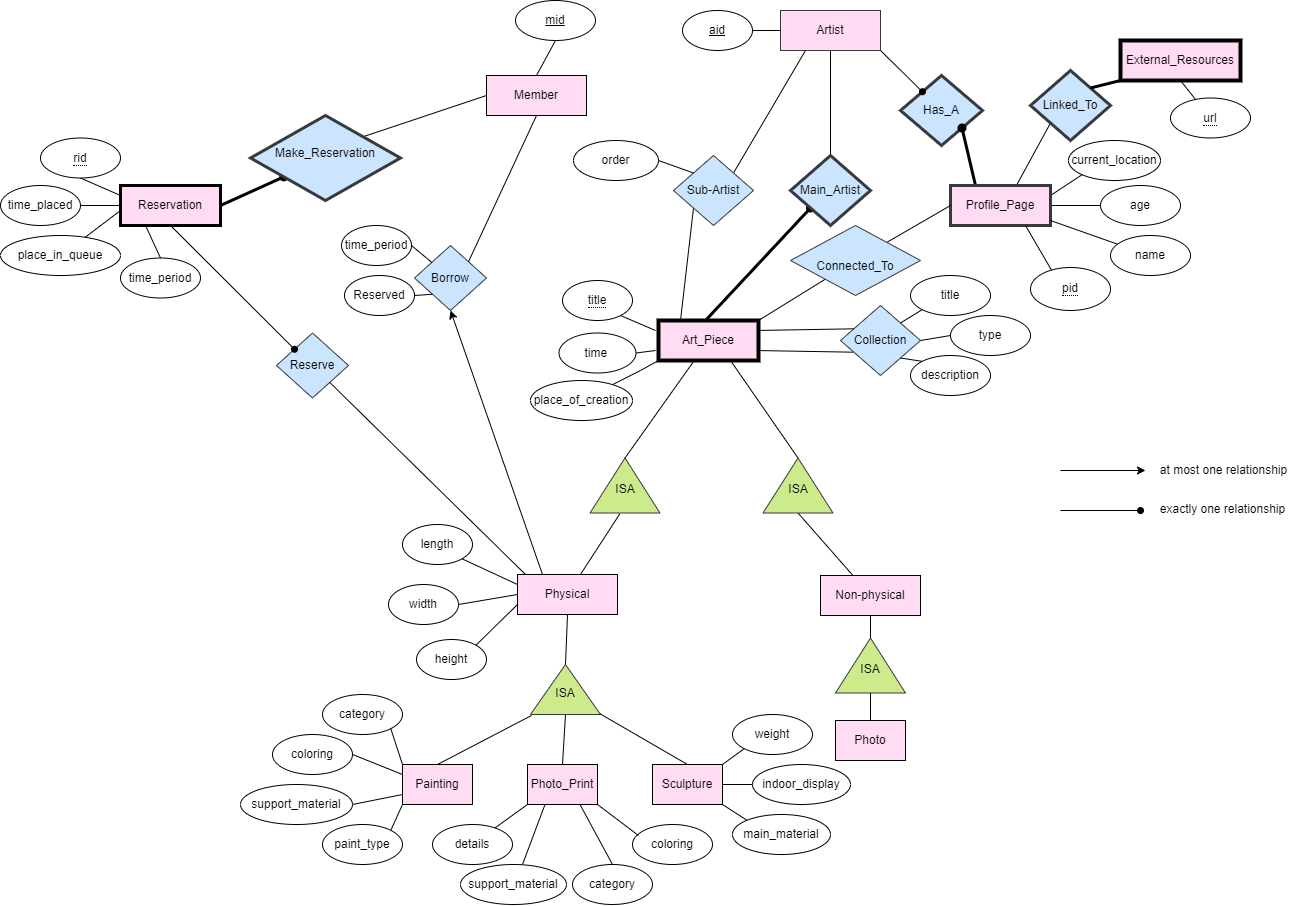 mid
aid
Artist
External_Resources
Member
Has_A
Linked_To
url
Make_Reservation
rid
order
current_location
Sub-Artist
Main_Artist
time_placed
Reservation
Profile_Page
age
place_in_queue
time_period
time_period
Borrow
Connected_To
name
pid
Reserved
title
title
Art_Piece
Collection
type
time
Reserve
description
place_of_creation
ISA
ISA
at most one relationship
exactly one relationship
length
Physical
Non-physical
width
height
ISA
ISA
category
weight
Photo
coloring
Painting
Photo_Print
Sculpture
indoor_display
support_material
main_material
paint_type
details
coloring
support_material
category